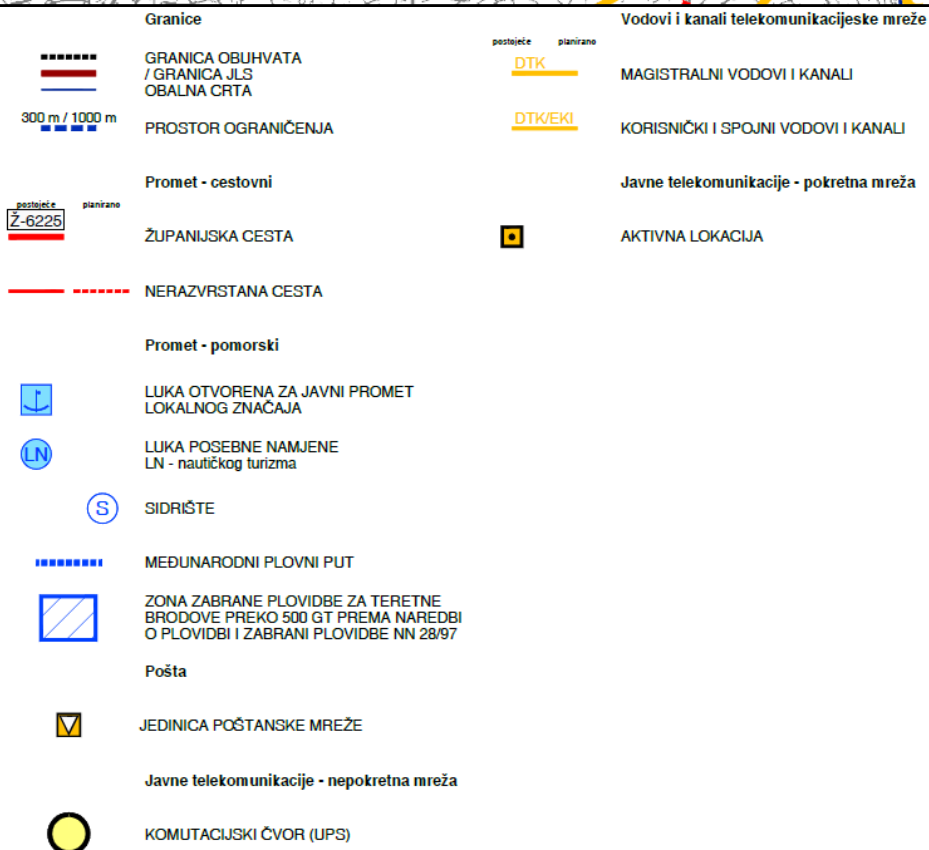 Granice
GRANICA OBUHVATA
/ GRANICA JLS
OBALNA CRTA
300 m / 1000 m
PROSTOR OGRANIČENJA
Promet - cestovni
postojeće planirano
Ž-6225
ŽUPANIJSKA CESTA
NERAZVRSTANA CESTA
Promet - pomorski
LUKA OTVORENA ZA JAVNI PROMET
LOKALNOG ZNAČAJA
LN
LUKA POSEBNE NAMJENE
LN - nautičkog turizma
S
SIDRIŠTE
MEĐUNARODNI PLOVNI PUT
ZONA ZABRANE PLOVIDBE ZA TERETNE
BRODOVE PREKO 500 GT PREMA NAREDBI
O PLOVIDBI I ZABRANI PLOVIDBE NN 28/97
Pošta
JEDINICA POŠTANSKE MREŽE
Javne telekomunikacije - nepokretna mreža
KOMUTACIJSKI ČVOR (UPS)
Vodovi i kanali telekomunikacijeske mreže
postojeće planirano
DTK
MAGISTRALNI VODOVI I KANALI
DTK/EKI
KORISNIČKI I SPOJNI VODOVI I KANALI
Javne telekomunikacije - pokretna mreža
AKTIVNA LOKACIJA